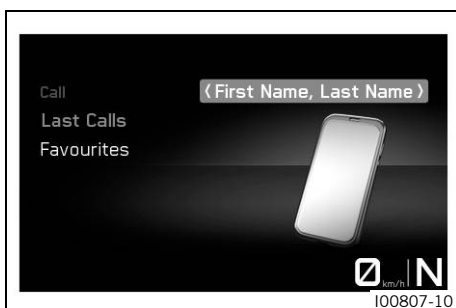 Call 〈First Name, Last Name〉
Last Calls
Favourites
0 km/h N
I00807-10